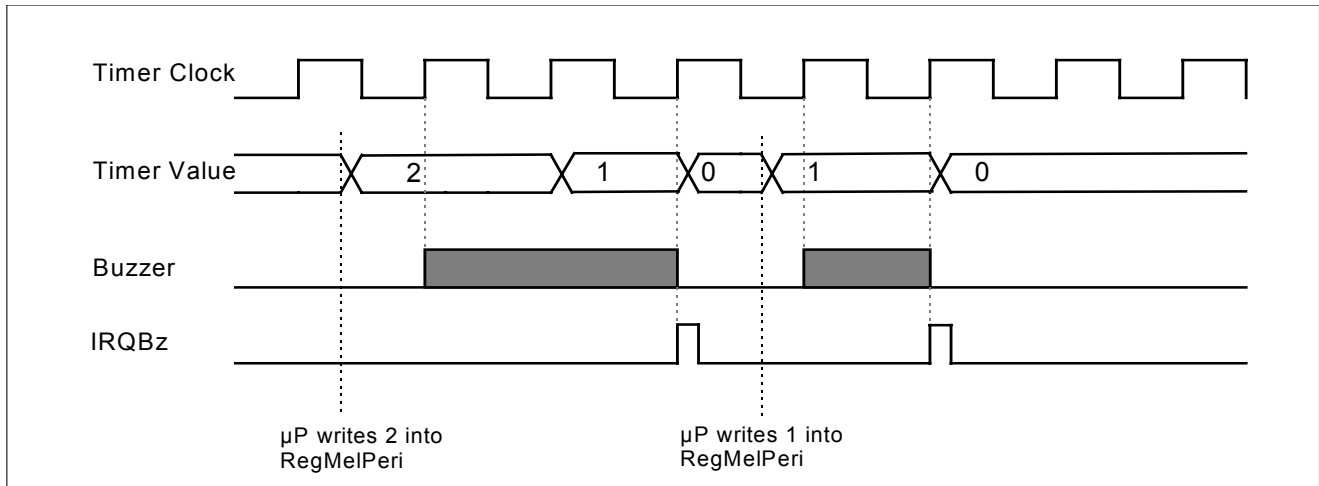 Timer Clock
Timer Value 2 1 0 1 0
Buzzer
IRQBz
µP writes 2 into
RegMelPeri
µP writes 1 into
RegMelPeri